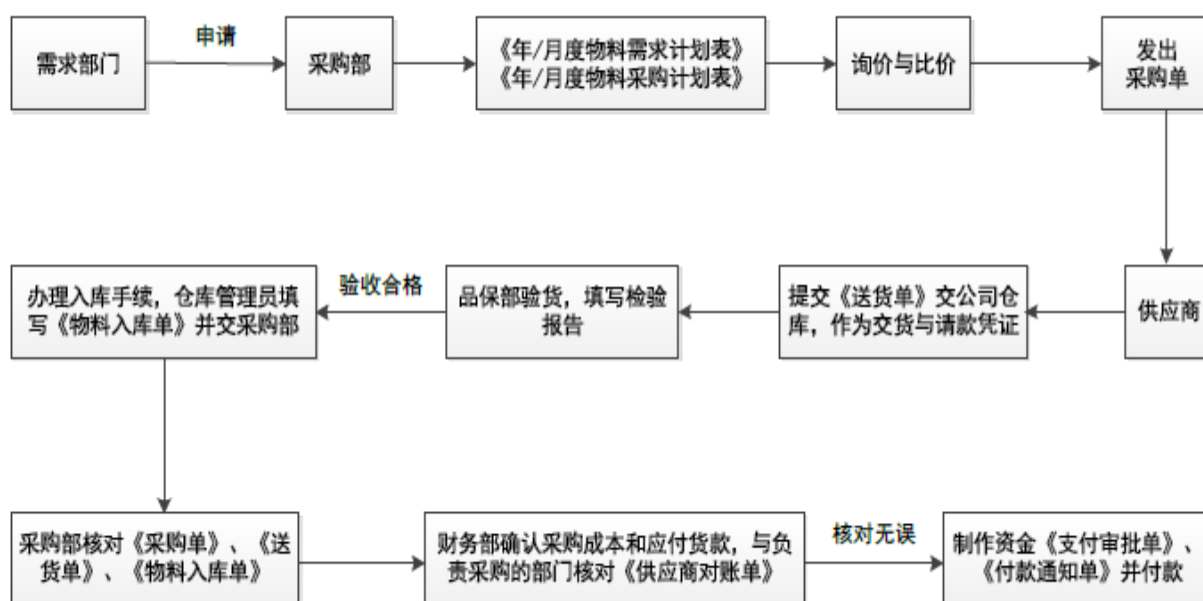 需求部门
申请
采购部
《年/月度物料需求计划表》
《年/月度物料采购计划表》
询价与比价
发出
采购单
供应商
提交《送货单》交公司仓
库，作为交货与请款凭证
品保部验货，填写检验
报告
验收合格
办理入库手续，仓库管理员填
写《物料入库单》并交采购部
采购部核对《采购单》、《送
货单》、《物料入库单》
财务部确认采购成本和应付货款，与负
责采购的部门核对《供应商对账单》
核对无误
制作资金《支付审批单》、
《付款通知单》并付款